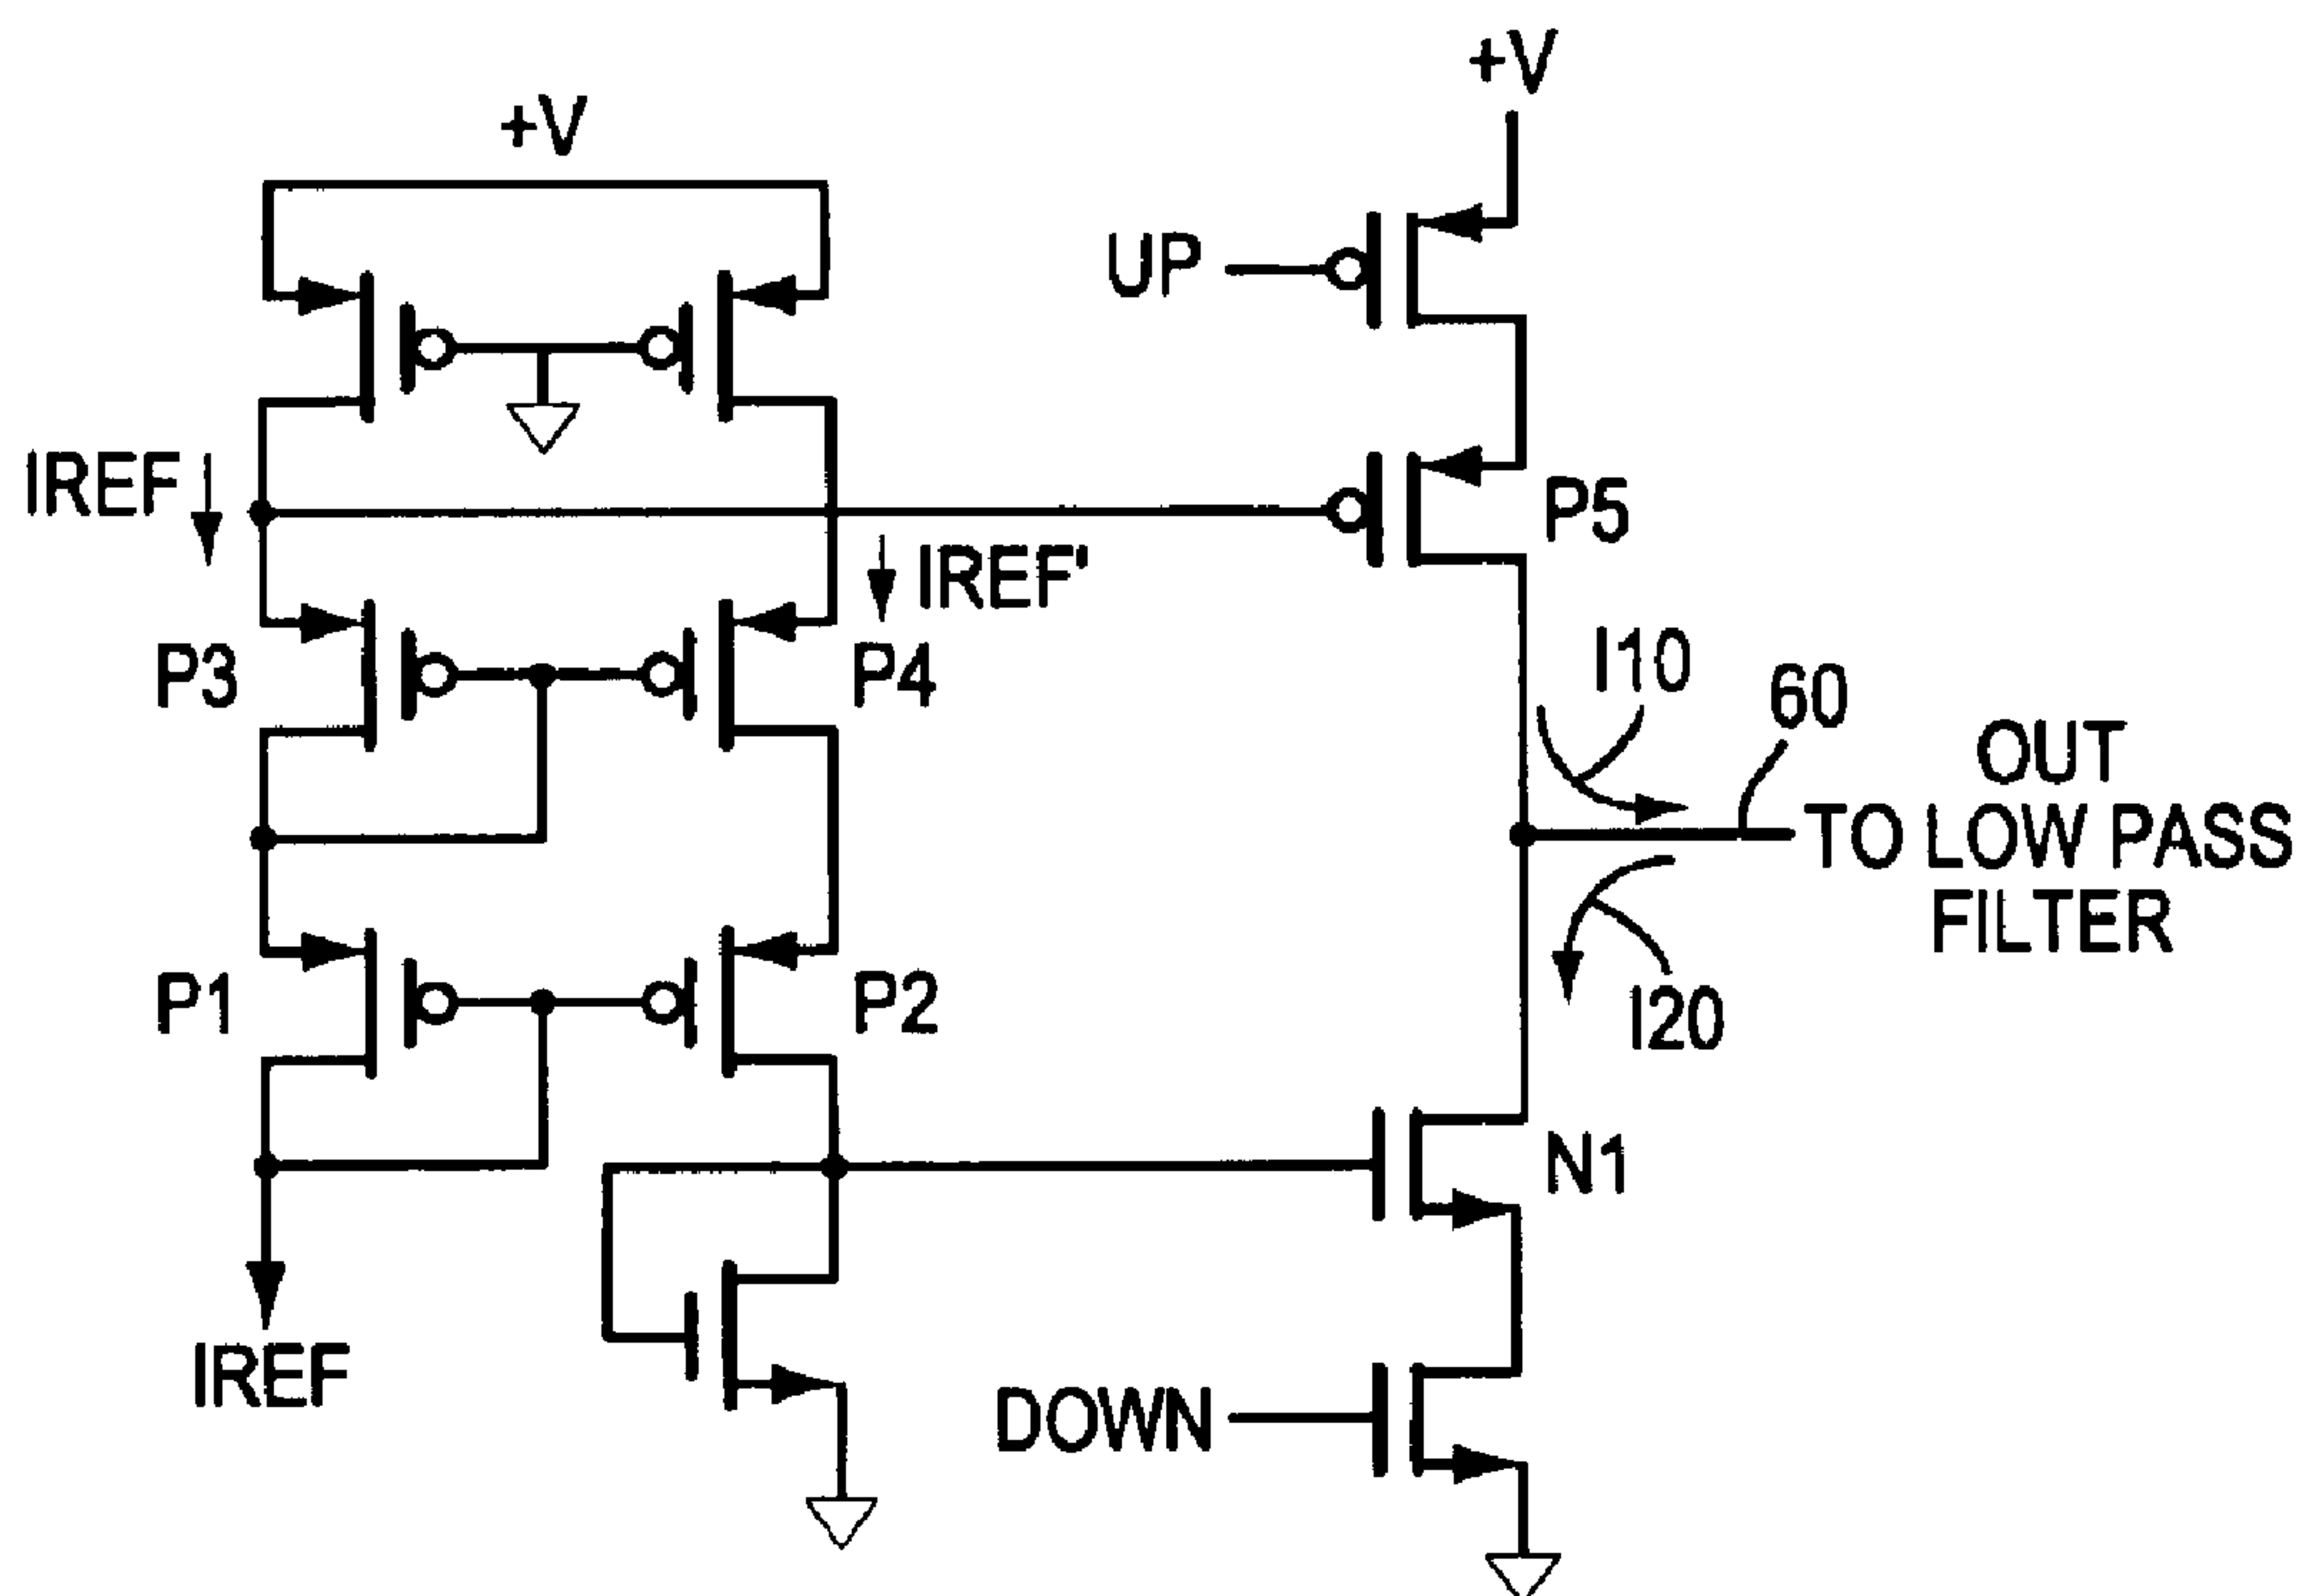 +V
+V
UP
IREF
P5
IREF'
P3
P4
I10
60
OUT
TO LOW PASS
FILTER
P1
P2
I20
N1
IREF
DOWN